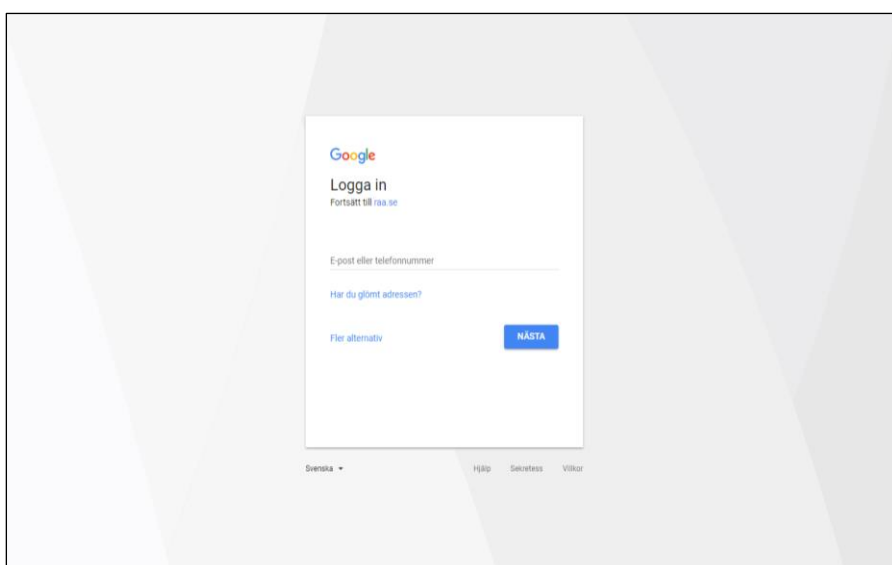 Google
Logga in
Fortsätt till raa.se
E-post eller telefonnummer
Har du glömt adressen?
Fler alternativ
NÄSTA
Svenska
Hjälp
Sekretess
Villkor